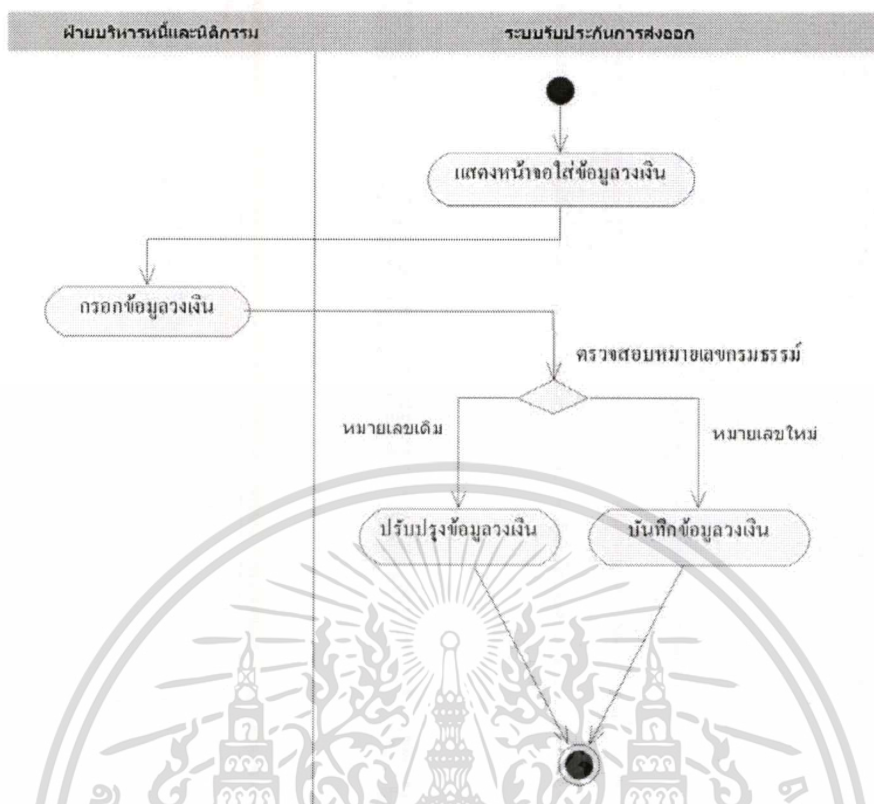 ฝ่ายบริหารหนี้และนิติกรรม
ระบบรับประกันการส่งออก
แสดงหน้าจอใส่ข้อมูลวงเงิน
กรอกข้อมูลวงเงิน
ตรวจสอบหมายเลขกรมธรรม์
หมายเลขเดิม
หมายเลขใหม่
ปรับปรุงข้อมูลวงเงิน
บันทึกข้อมูลวงเงิน